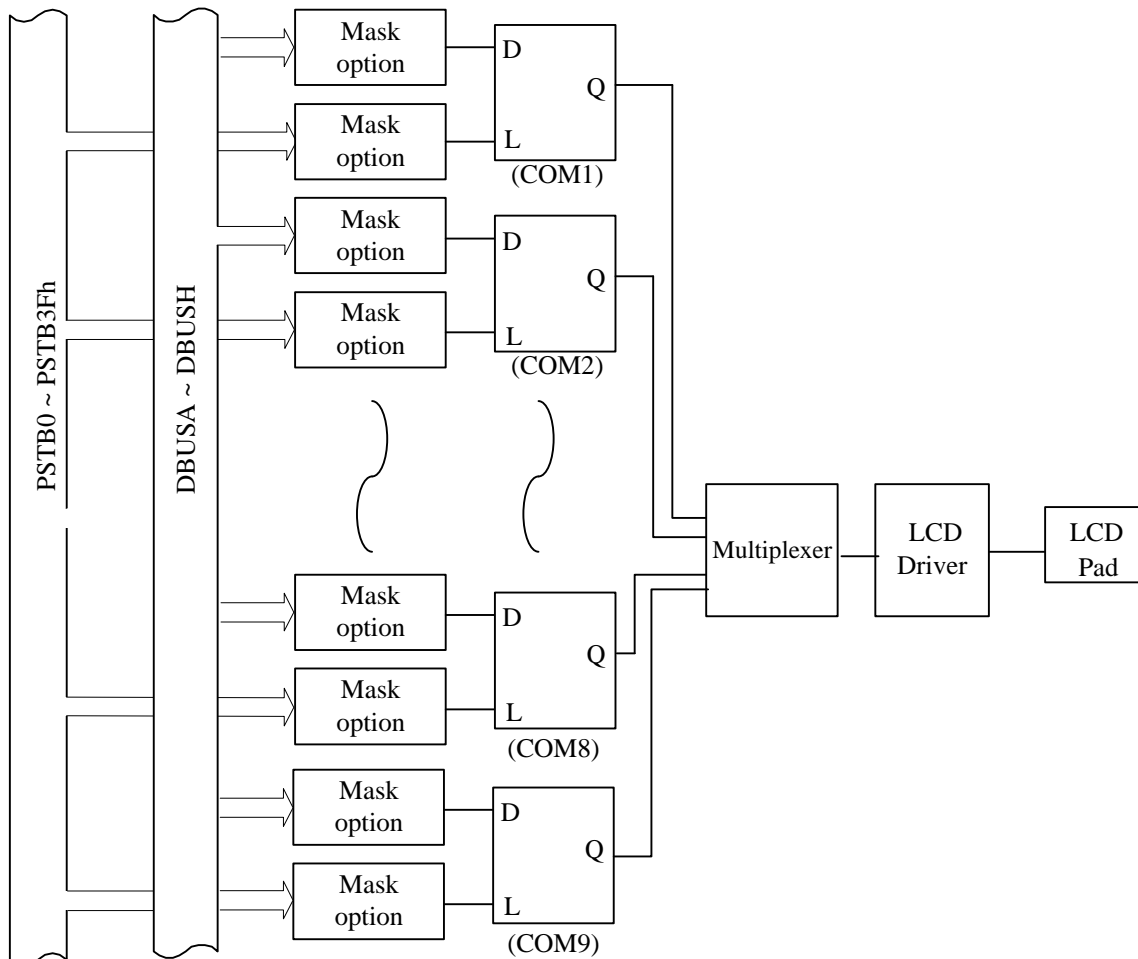 PSTB0 ~ PSTB3Fh
DBUSA ~ DBUSH
Mask
option
Mask
option
D
Q
L
(COM1)
Mask
option
Mask
option
D
Q
L
(COM2)
Mask
option
Mask
option
D
Q
L
(COM8)
Mask
option
Mask
option
D
Q
L
(COM9)
Multiplexer
LCD
Driver
LCD
Pad